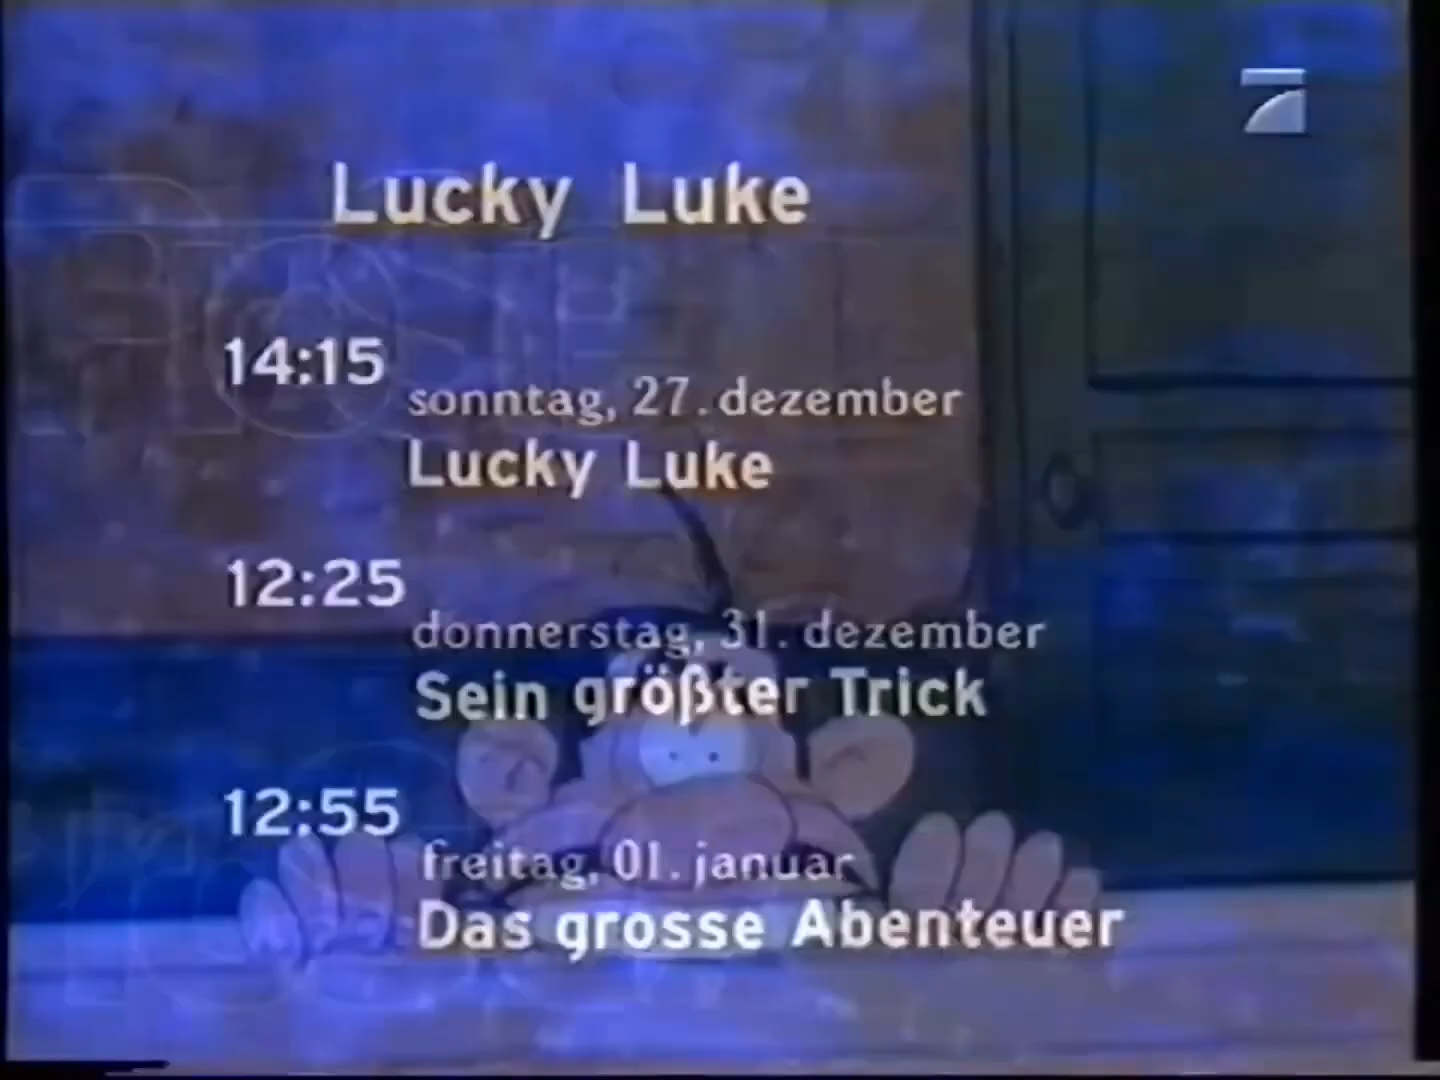 Lucky Luke
14:15
sonntag, 27. dezember
Lucky Luke
12:25
donnerstag, 31. dezember
Sein größter Trick
12:55
freitag, 01. januar
Das grosse Abenteuer